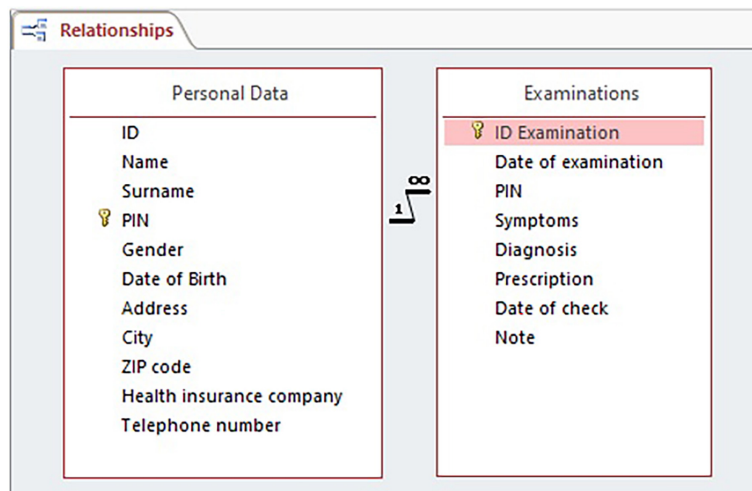 Relationships
Personal Data
ID
Name
Surname
PIN
Gender
Date of Birth
Address
City
ZIP code
Health insurance company
Telephone number
1
∞
Examinations
ID Examination
Date of examination
PIN
Symptoms
Diagnosis
Prescription
Date of check
Note